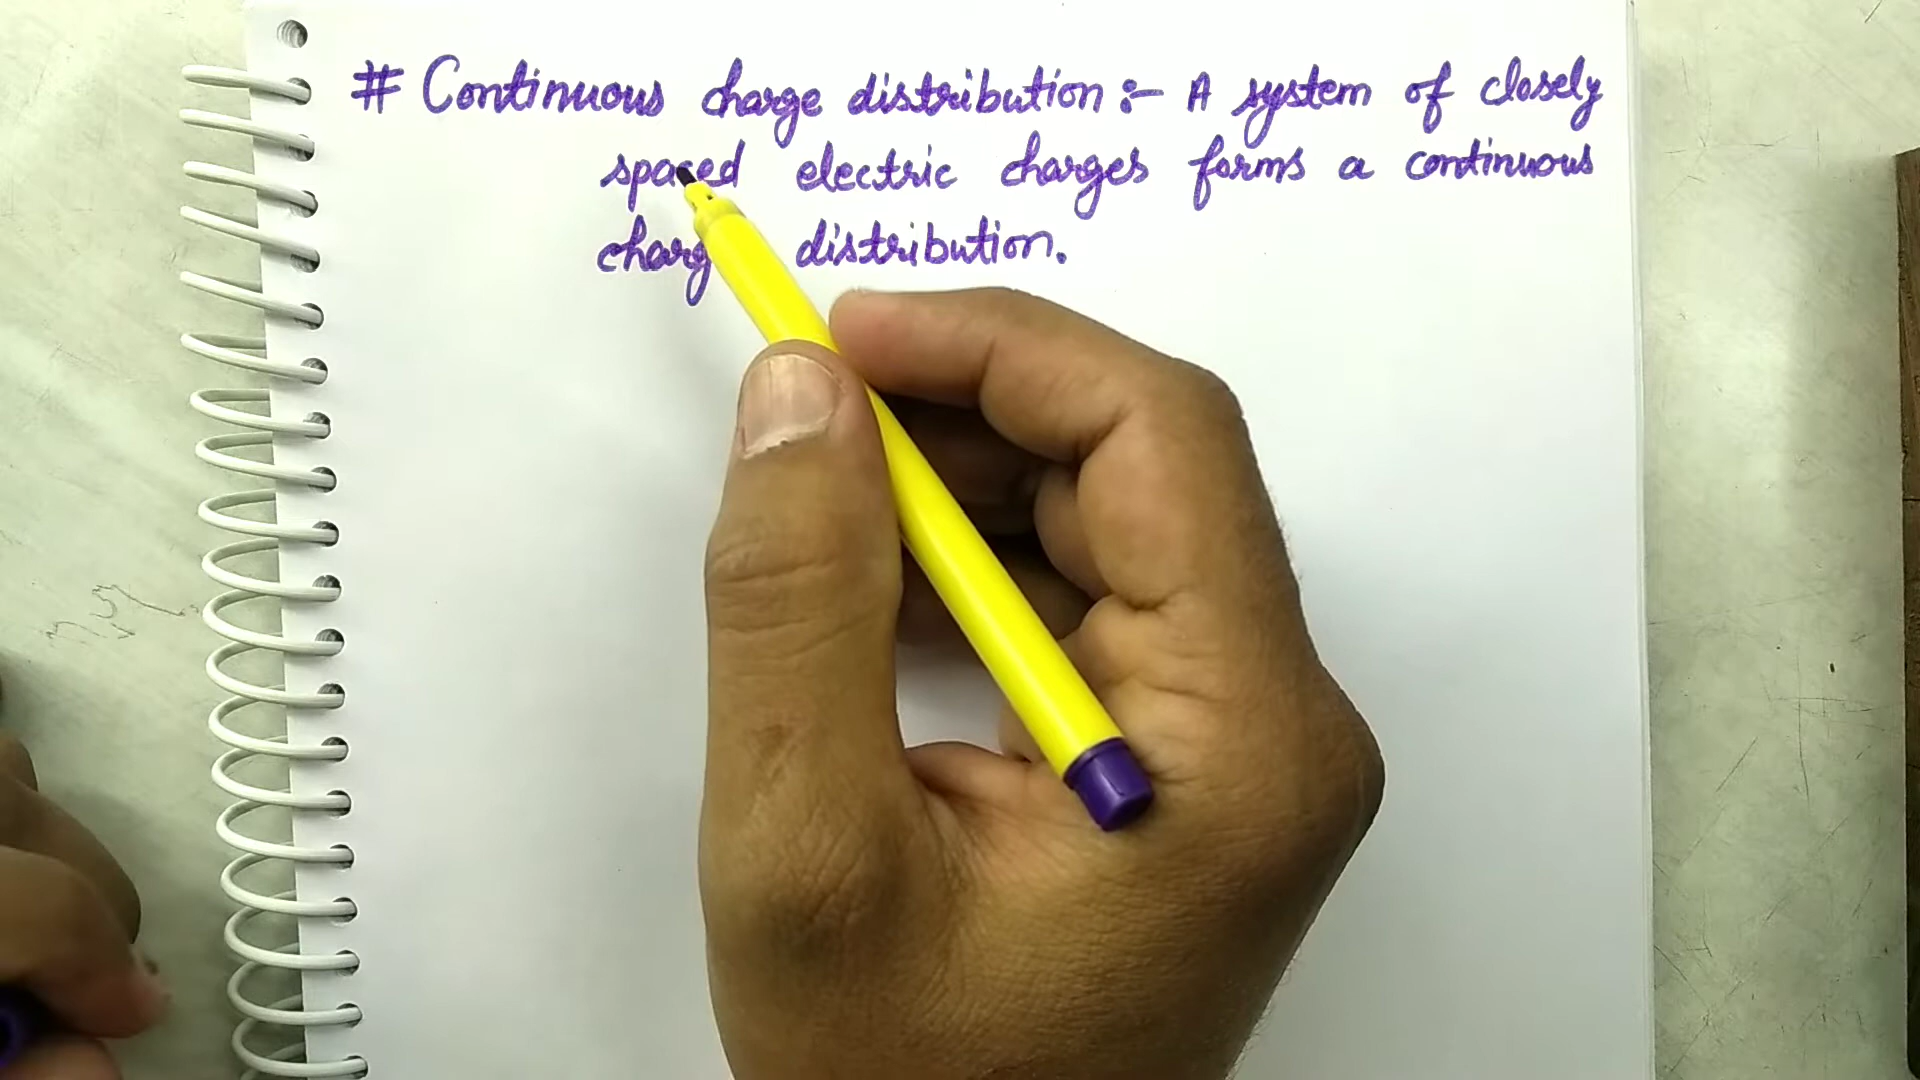 # Continuous charge distribution :- A system of closely
spaced electric charges forms a continuous
charge distribution.